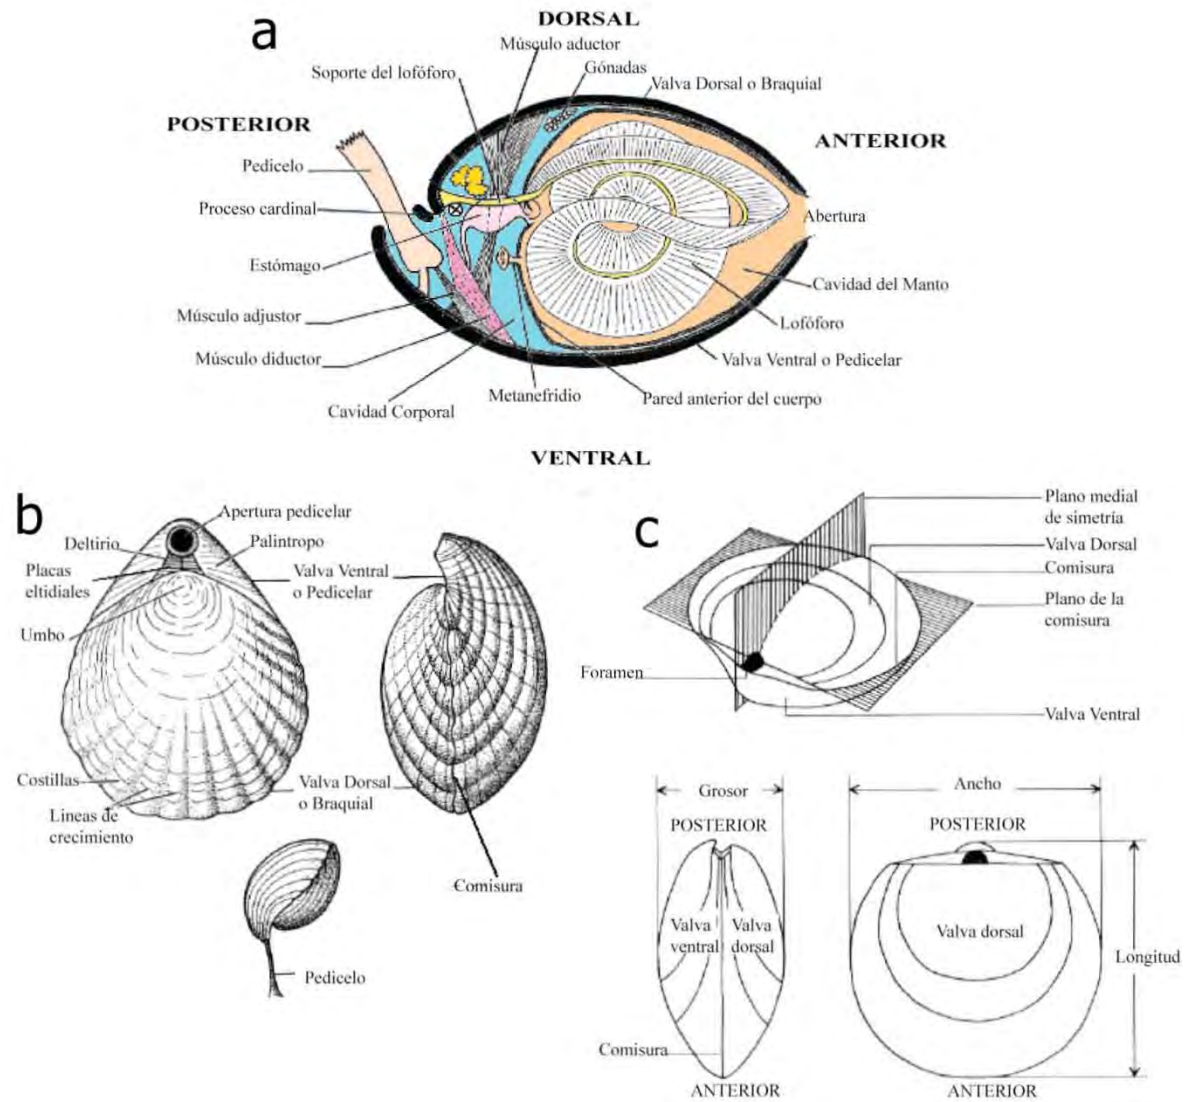 a
DORSAL
Músculo aductor
Gónadas
Soporte del lofóforo
Valva Dorsal o Braquial
POSTERIOR
ANTERIOR
Pedicelo
Proceso cardinal
Abertura
Estómago
Cavidad del Manto
Músculo adjustor
Lofóforo
Músculo diductor
Valva Ventral o Pedicelar
Metanefridio
Pared anterior del cuerpo
Cavidad Corporal
VENTRAL
b
Apertura pedicelar
Deltirio
Palintropo
Placas
eltidiales
Valva Ventral
o Pedicelar
Umbo
Costillas
Líneas de
crecimiento
Valva Dorsal
o Braquial
Comisura
Pedicelo
c
Plano medial
de simetría
Valva Dorsal
Comisura
Plano de la
comisura
Foramen
Valva Ventral
Grosor
POSTERIOR
Valva
ventral
Valva
dorsal
Comisura
ANTERIOR
Ancho
POSTERIOR
Valva dorsal
Longitud
ANTERIOR